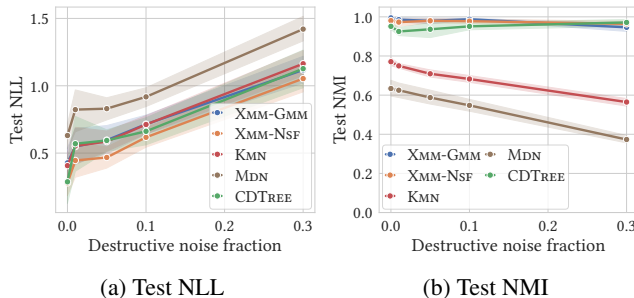 Test NLL
1.5
1.0
0.5
XMM-GMM
XMM-NSF
KMN
MDN
CDTREE
0.0 0.1 0.2 0.3
Destructive noise fraction
(a) Test NLL
Test NMI
1.0
0.8
0.6
0.4
0.2
0.0
XMM-GMM
XMM-NSF
KMN
MDN
CDTREE
0.0 0.1 0.2 0.3
Destructive noise fraction
(b) Test NMI